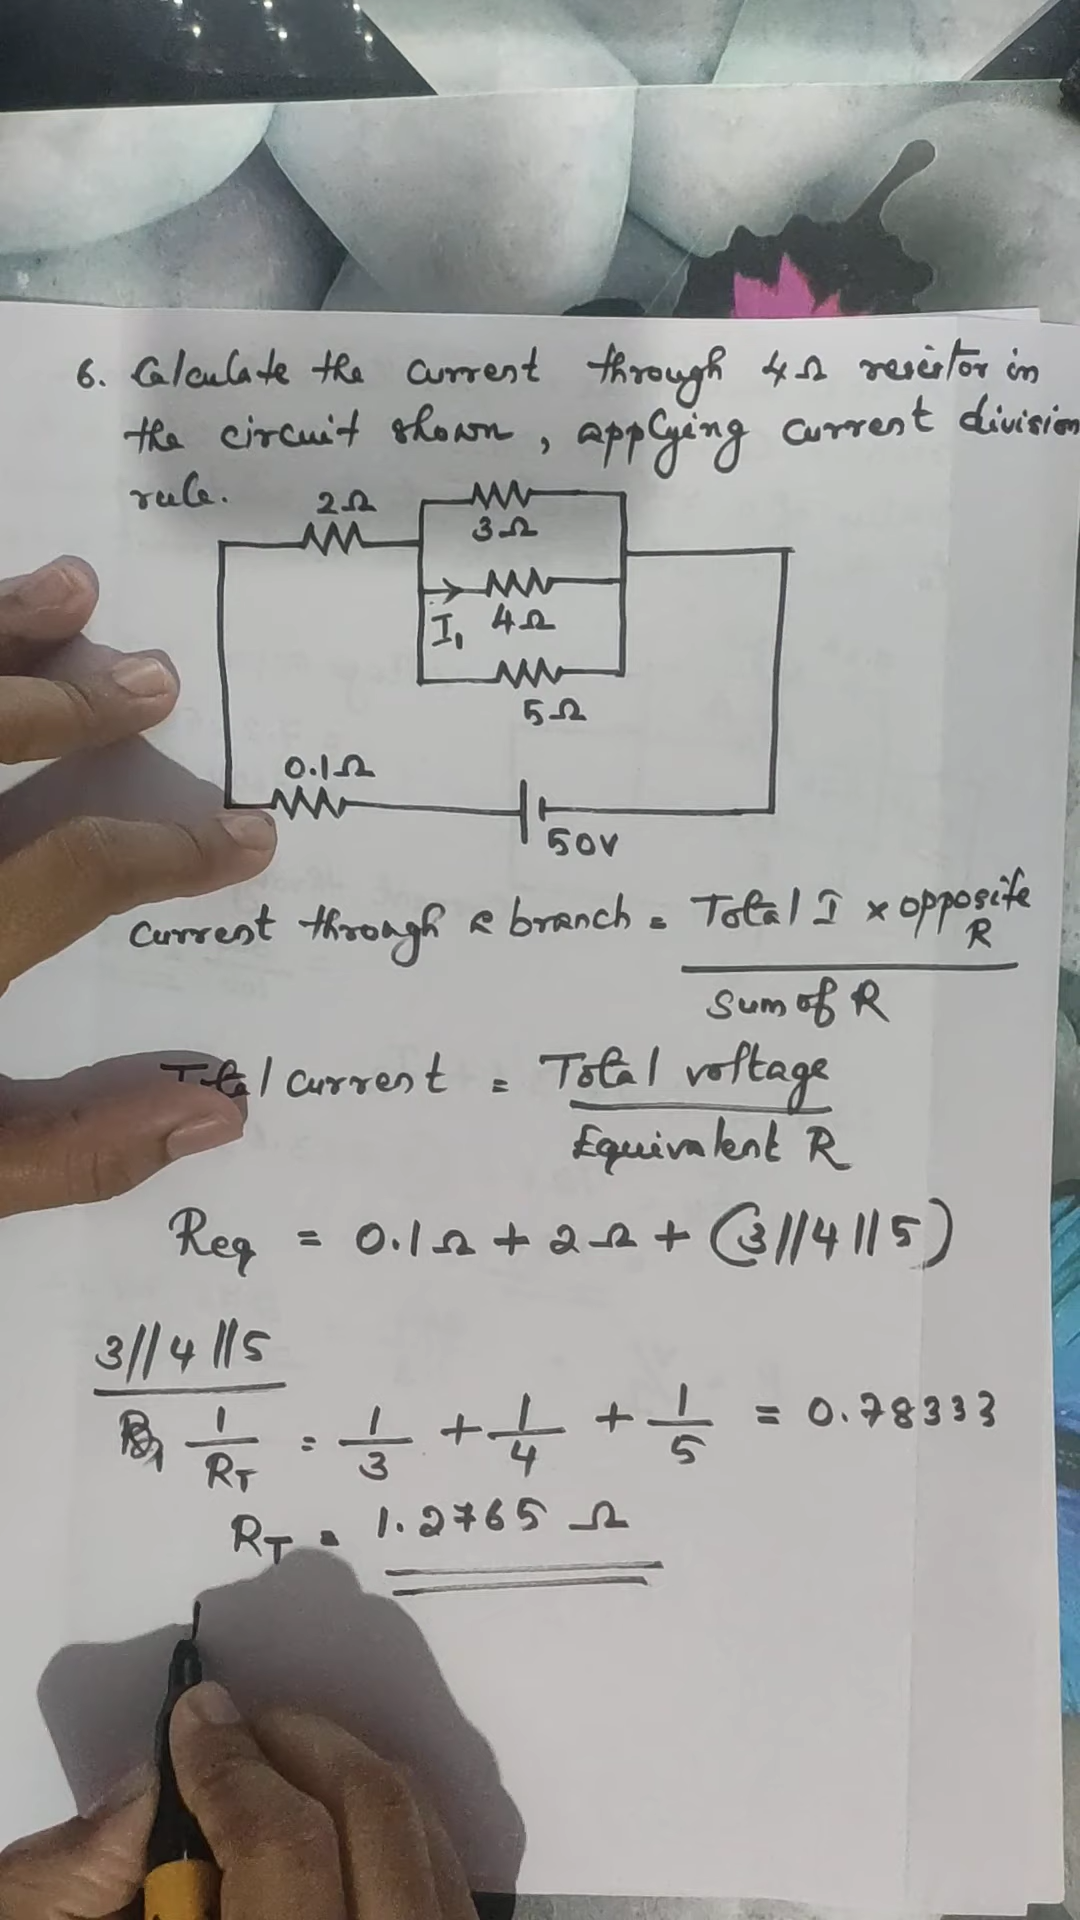 6. Calculate the current through 4Ω resistor in
the circuit shown, applying current division
rule.
2Ω
3Ω
I₁ 4Ω
5Ω
0.1Ω
50V
Current through a branch = Total I × opposite R
Sum of R
Total current = Total voltage
Equivalent R
Req = 0.1Ω + 2Ω + (3//4//5)
3//4//5
1/RT = 1/3 + 1/4 + 1/5 = 0.78333
RT = 1.2765 Ω